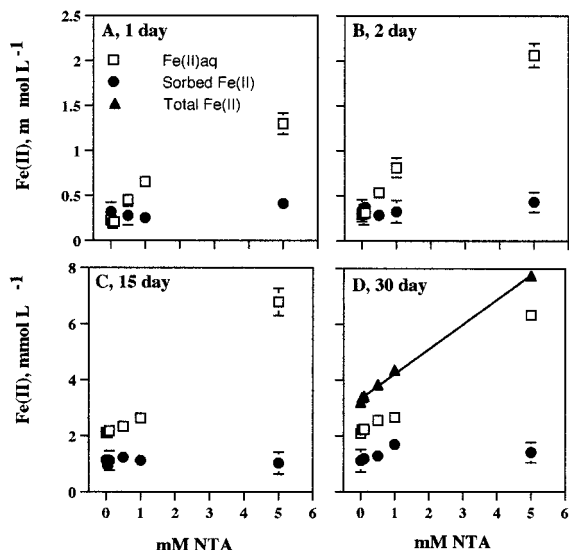 A, 1 day
Fe(II)aq
Sorbed Fe(II)
Total Fe(II)
B, 2 day
Fe(II), m mol L -1
2.5
2
1.5
1
0.5
0
C, 15 day
D, 30 day
Fe(II), mmol L -1
8
6
4
2
0
0 1 2 3 4 5 6
0 1 2 3 4 5 6
mM NTA
mM NTA